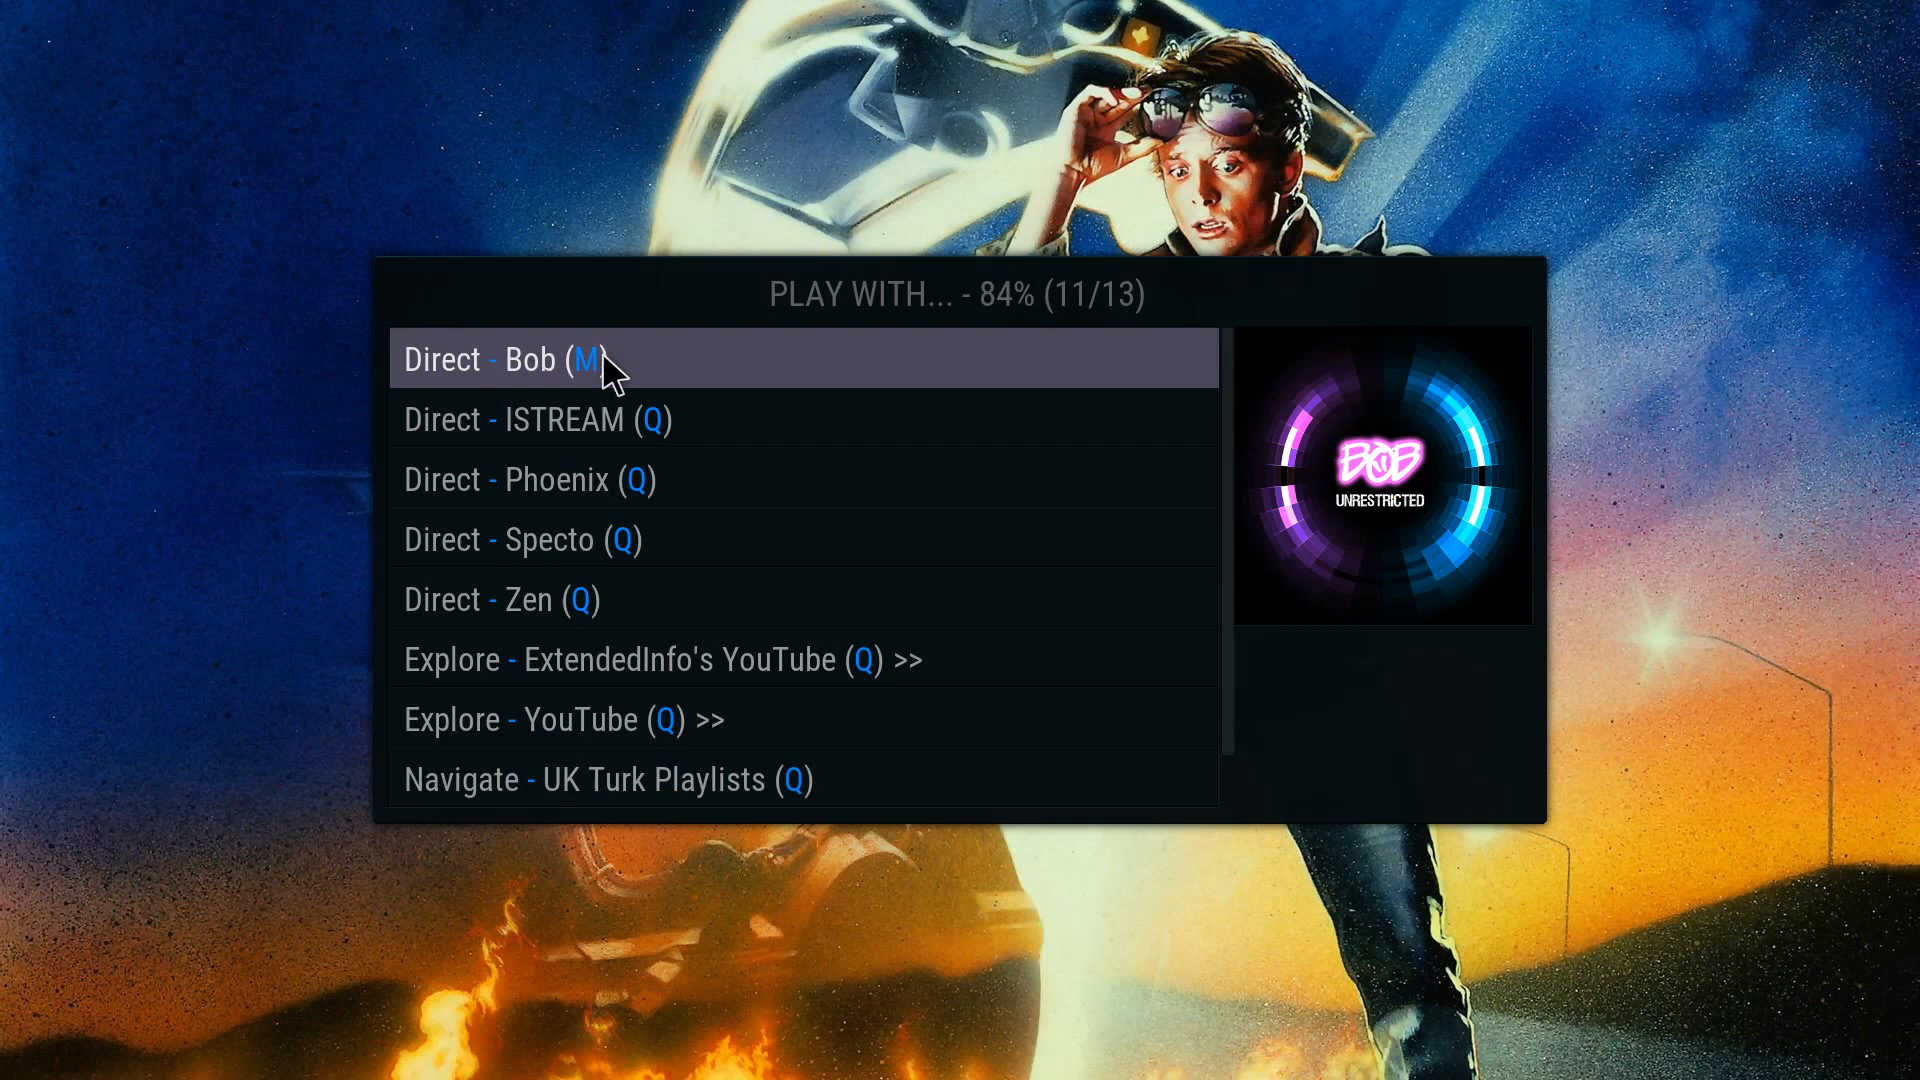 PLAY WITH... - 84% (11/13)
Direct - Bob (M)
Direct - ISTREAM (Q)
Direct - Phoenix (Q)
Direct - Specto (Q)
Direct - Zen (Q)
Explore - ExtendedInfo's YouTube (Q) >>
Explore - YouTube (Q) >>
Navigate - UK Turk Playlists (Q)
BOB
UNRESTRICTED